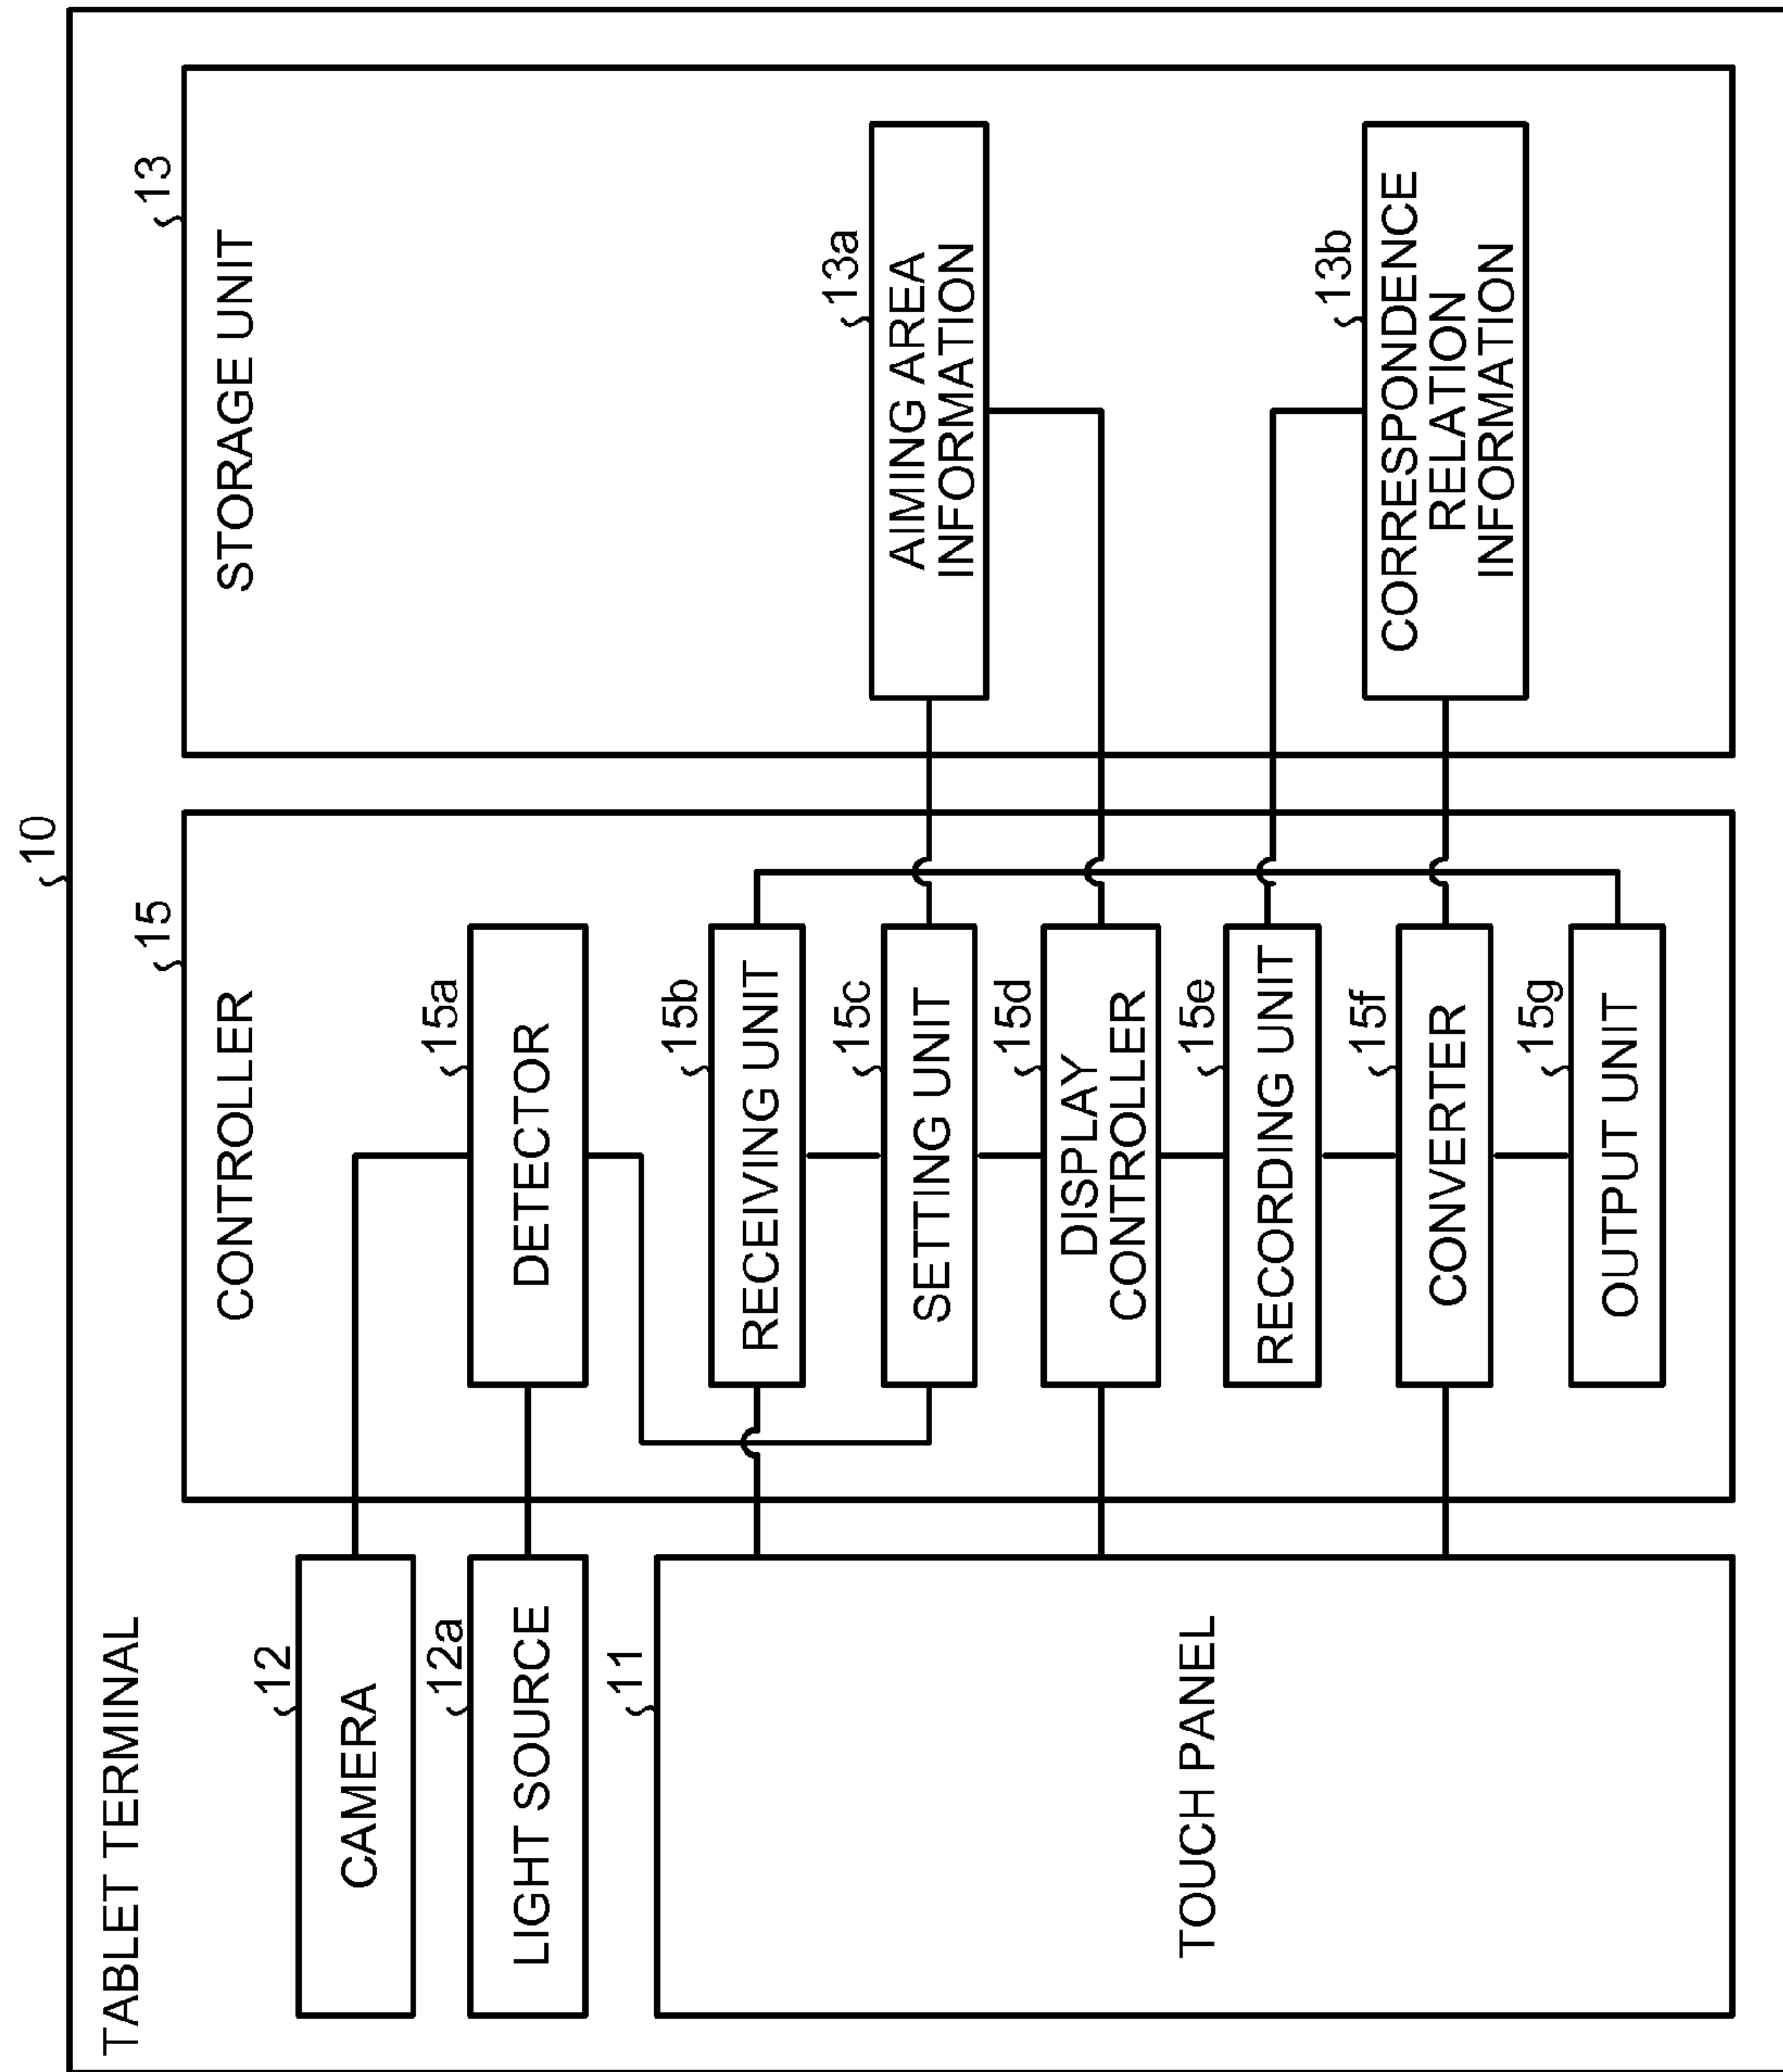 10
TABLET TERMINAL
12
CAMERA
12a
LIGHT SOURCE
11
TOUCH PANEL
15
CONTROLLER
15a
DETECTOR
15b
RECEIVING UNIT
15c
SETTING UNIT
15d
DISPLAY
CONTROLLER
15e
RECORDING UNIT
15f
CONVERTER
15g
OUTPUT UNIT
13
STORAGE UNIT
13a
AIMING AREA
INFORMATION
13b
CORRESPONDENCE
RELATION
INFORMATION